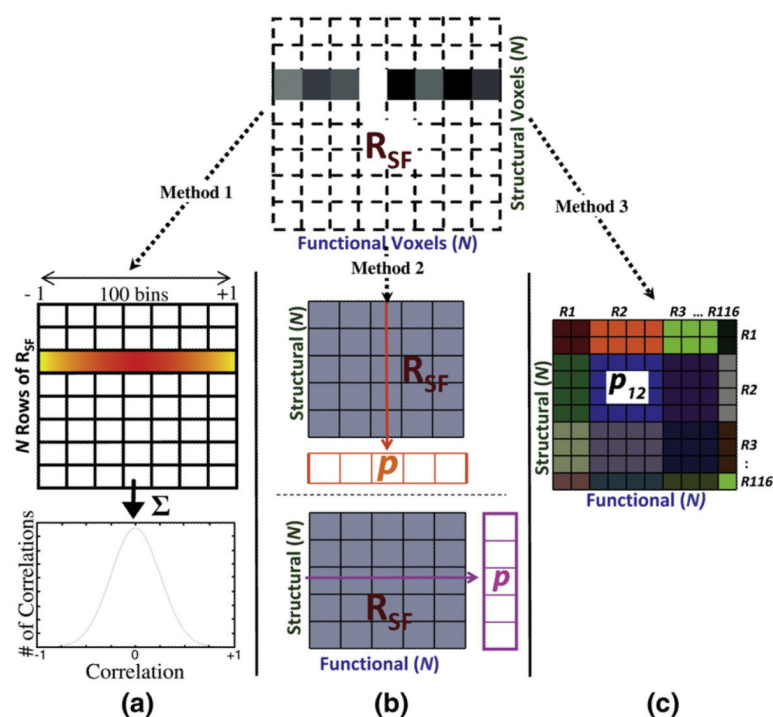 R_SF
Structural Voxels (N)
Functional Voxels (N)
Method 1
Method 2
Method 3
- 1 100 bins +1
N Rows of R_SF
Σ
# of Correlations
-1 0 +1
Correlation
(a)
Structural (N)
R_SF
p
Structural (N)
R_SF
p
Functional (N)
(b)
R1 R2 R3 ... R116
R1
R2
R3
:
R116
P_12
Structural (N)
Functional (N)
(c)